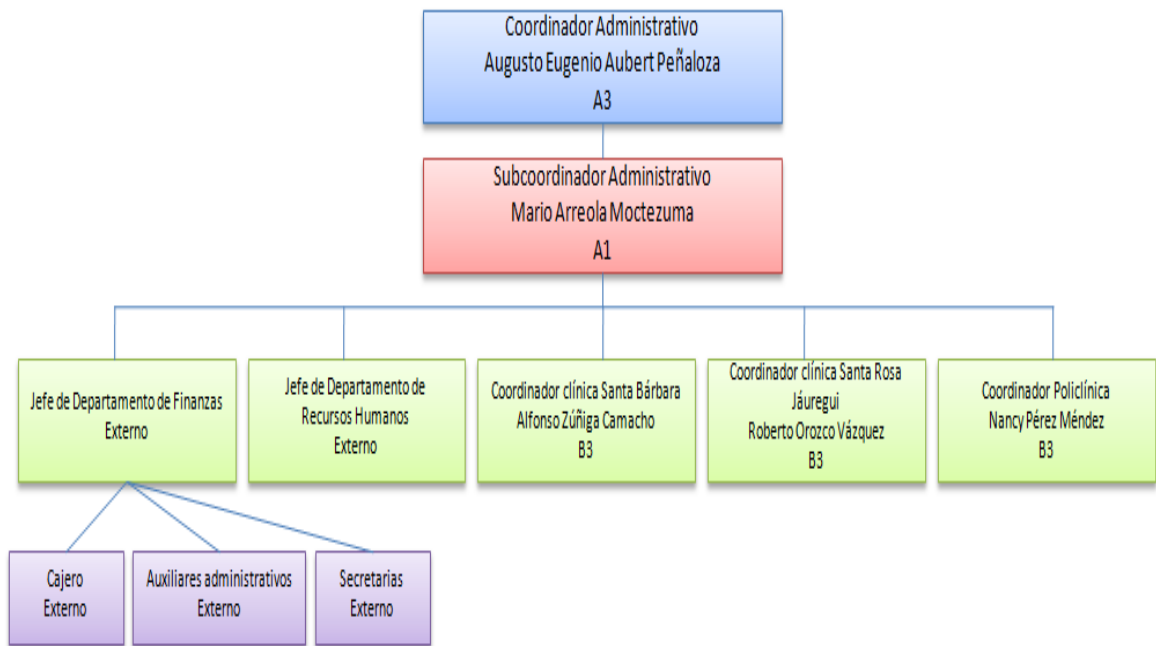 Coordinador Administrativo
Augusto Eugenio Aubert Peñaloza
A3
Subcoordinador Administrativo
Mario Arreola Moctezuma
A1
Jefe de Departamento de Finanzas
Externo
Jefe de Departamento de
Recursos Humanos
Externo
Coordinador clínica Santa Bárbara
Alfonso Zúñiga Camacho
B3
Coordinador clínica Santa Rosa
Jáuregui
Roberto Orozco Vázquez
B3
Coordinador Policlínica
Nancy Pérez Méndez
B3
Cajero
Externo
Auxiliares administrativos
Externo
Secretarias
Externo